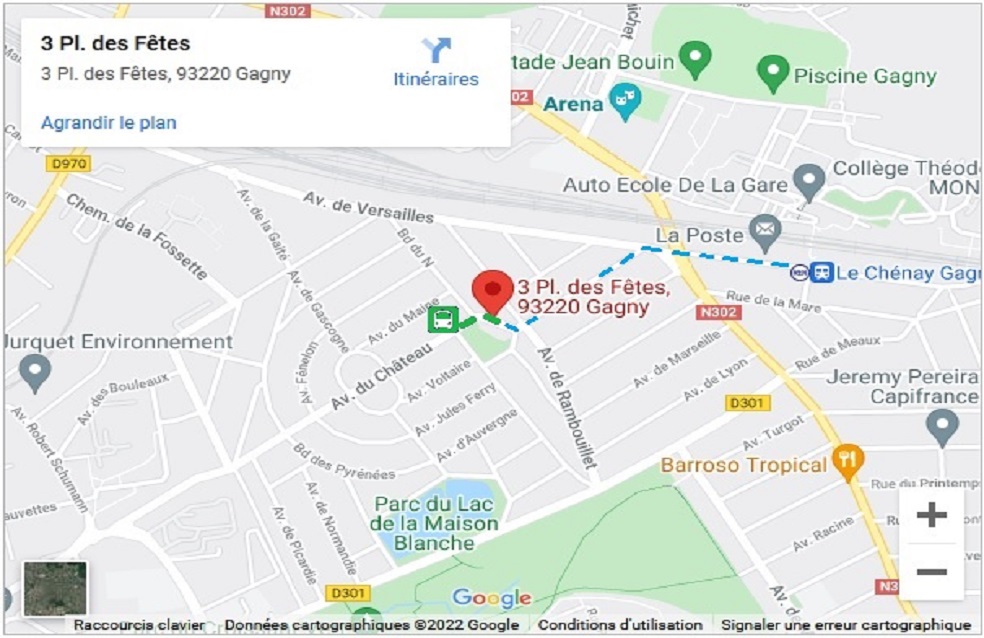 N302
3 Pl. des Fêtes
3 Pl. des Fêtes, 93220 Gagny
Itinéraires
Agrandir le plan
tade Jean Bouin
Piscine Gagny
02
Arena
D970
Chem. de la Fossette
Av. de la Gaîté
Av. de Versailles
Bd du N
Auto Ecole De La Gare
Collège Théod
MON
La Poste
Le Chénay Gagn
3 Pl. des Fêtes,
93220 Gagny
Rue de la Mare
N302
Rue de Meaux
Av. de Gascogne
Av. du Maine
Av. Fénelon
Av. du Château
Av. Voltaire
Av. Jules Ferry
Av. d'Auvergne
Av. de Rambouillet
Av. de Marseille
Av. de Lyon
D301
Jurquet Environnement
Av. des Bouleaux
Av. Robert Schumann
auvettes
Jeremy Pereira
Capifrance
Av. Turgot
Barroso Tropical
Rue du Printemps
Av. Racine
Bd des Pyrénées
Av. de Normandie
Av. de Picardie
Parc du Lac
de la Maison
Blanche
D301
Av. d
N3
Google
Raccourcis clavier
Données cartographiques ©2022 Google
Conditions d'utilisation
Signaler une erreur cartographique